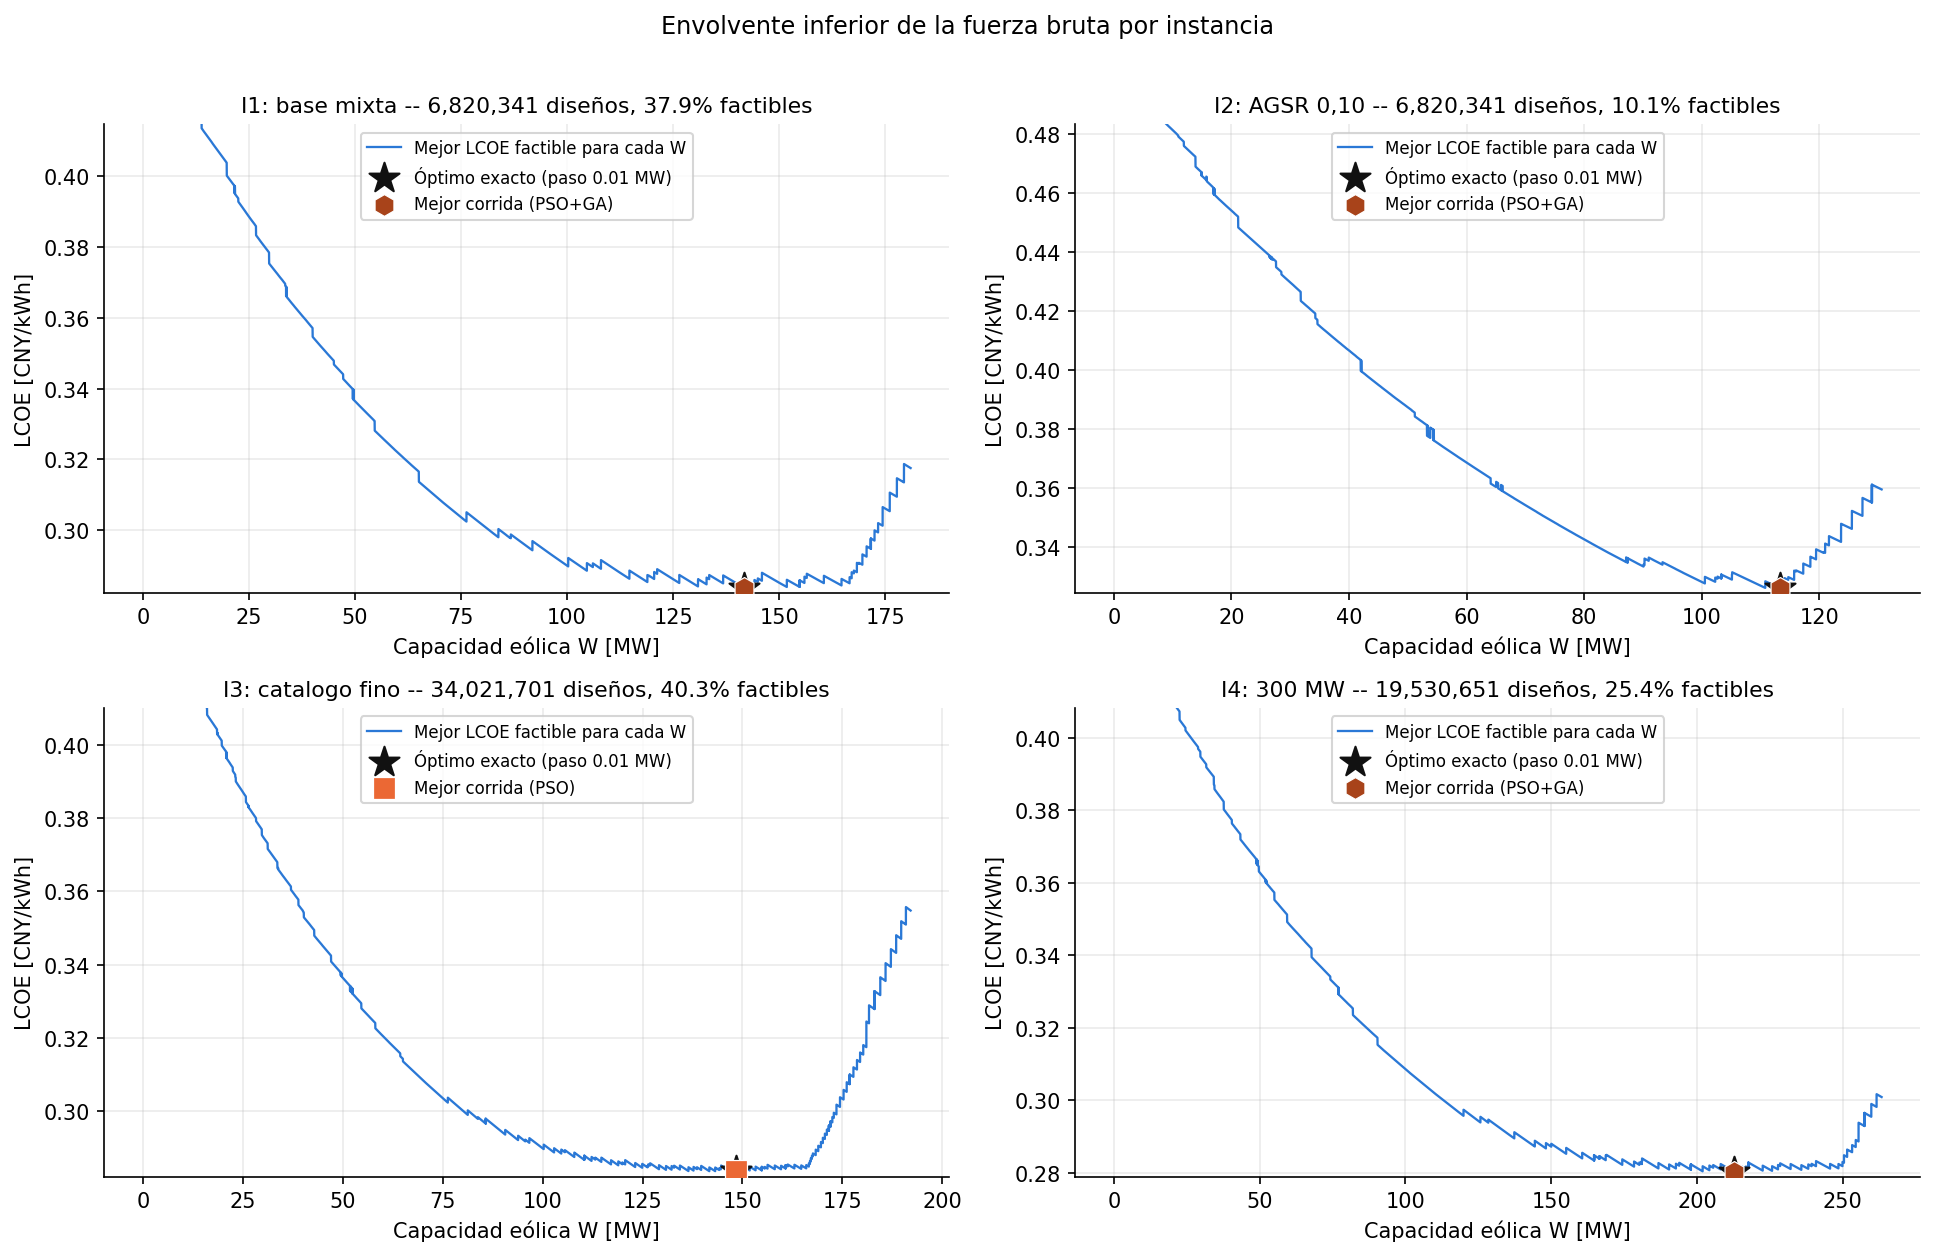 Envolvente inferior de la fuerza bruta por instancia
I1: base mixta -- 6,820,341 diseños, 37.9% factibles
Mejor LCOE factible para cada W
Óptimo exacto (paso 0.01 MW)
Mejor corrida (PSO+GA)
LCOE [CNY/kWh]
0.40
0.38
0.36
0.34
0.32
0.30
0 25 50 75 100 125 150 175
Capacidad eólica W [MW]
I2: AGSR 0,10 -- 6,820,341 diseños, 10.1% factibles
Mejor LCOE factible para cada W
Óptimo exacto (paso 0.01 MW)
Mejor corrida (PSO+GA)
LCOE [CNY/kWh]
0.48
0.46
0.44
0.42
0.40
0.38
0.36
0.34
0 20 40 60 80 100 120
Capacidad eólica W [MW]
I3: catalogo fino -- 34,021,701 diseños, 40.3% factibles
Mejor LCOE factible para cada W
Óptimo exacto (paso 0.01 MW)
Mejor corrida (PSO)
LCOE [CNY/kWh]
0.40
0.38
0.36
0.34
0.32
0.30
0 25 50 75 100 125 150 175 200
Capacidad eólica W [MW]
I4: 300 MW -- 19,530,651 diseños, 25.4% factibles
Mejor LCOE factible para cada W
Óptimo exacto (paso 0.01 MW)
Mejor corrida (PSO+GA)
LCOE [CNY/kWh]
0.40
0.38
0.36
0.34
0.32
0.30
0.28
0 50 100 150 200 250
Capacidad eólica W [MW]